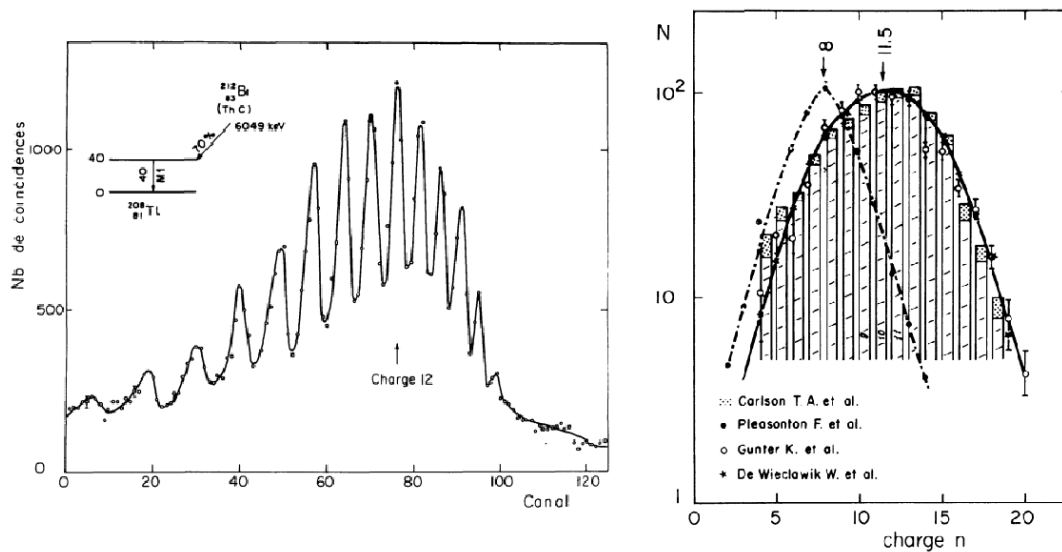 Nb de coincidences
1000
500
0
0
20
40
60
80
100
120
Canal
212
83
Bi
(Th C)
70%
6049 keV
40
0
40
M1
208
81
Tl
Charge 12
N
10²
10
1
8
11.5
Carlson T. A. et al.
Pleasonton F. et al.
Gunter K. et al.
De Wieclawik W. et al.
0
5
10
15
20
charge n